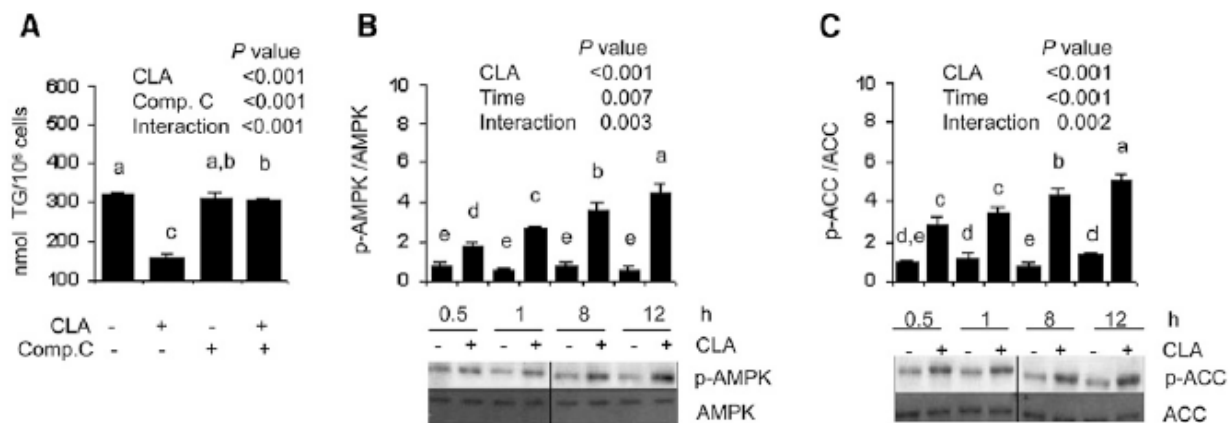 A
P value
CLA <0.001
Comp. C <0.001
Interaction <0.001
600
500
400
300
200
100
nmol TG/10⁶ cells
a
c
a,b
b
CLA - + - +
Comp.C - - + +
B
P value
CLA <0.001
Time 0.007
Interaction 0.003
10
8
6
4
2
0
p-AMPK /AMPK
e d e c e b e a
0.5 1 8 12 h
- + - + - + - + CLA
p-AMPK
AMPK
C
P value
CLA <0.001
Time <0.001
Interaction 0.002
10
8
6
4
2
0
p-ACC /ACC
d,e c d c e b d a
0.5 1 8 12 h
- + - + - + - + CLA
p-ACC
ACC